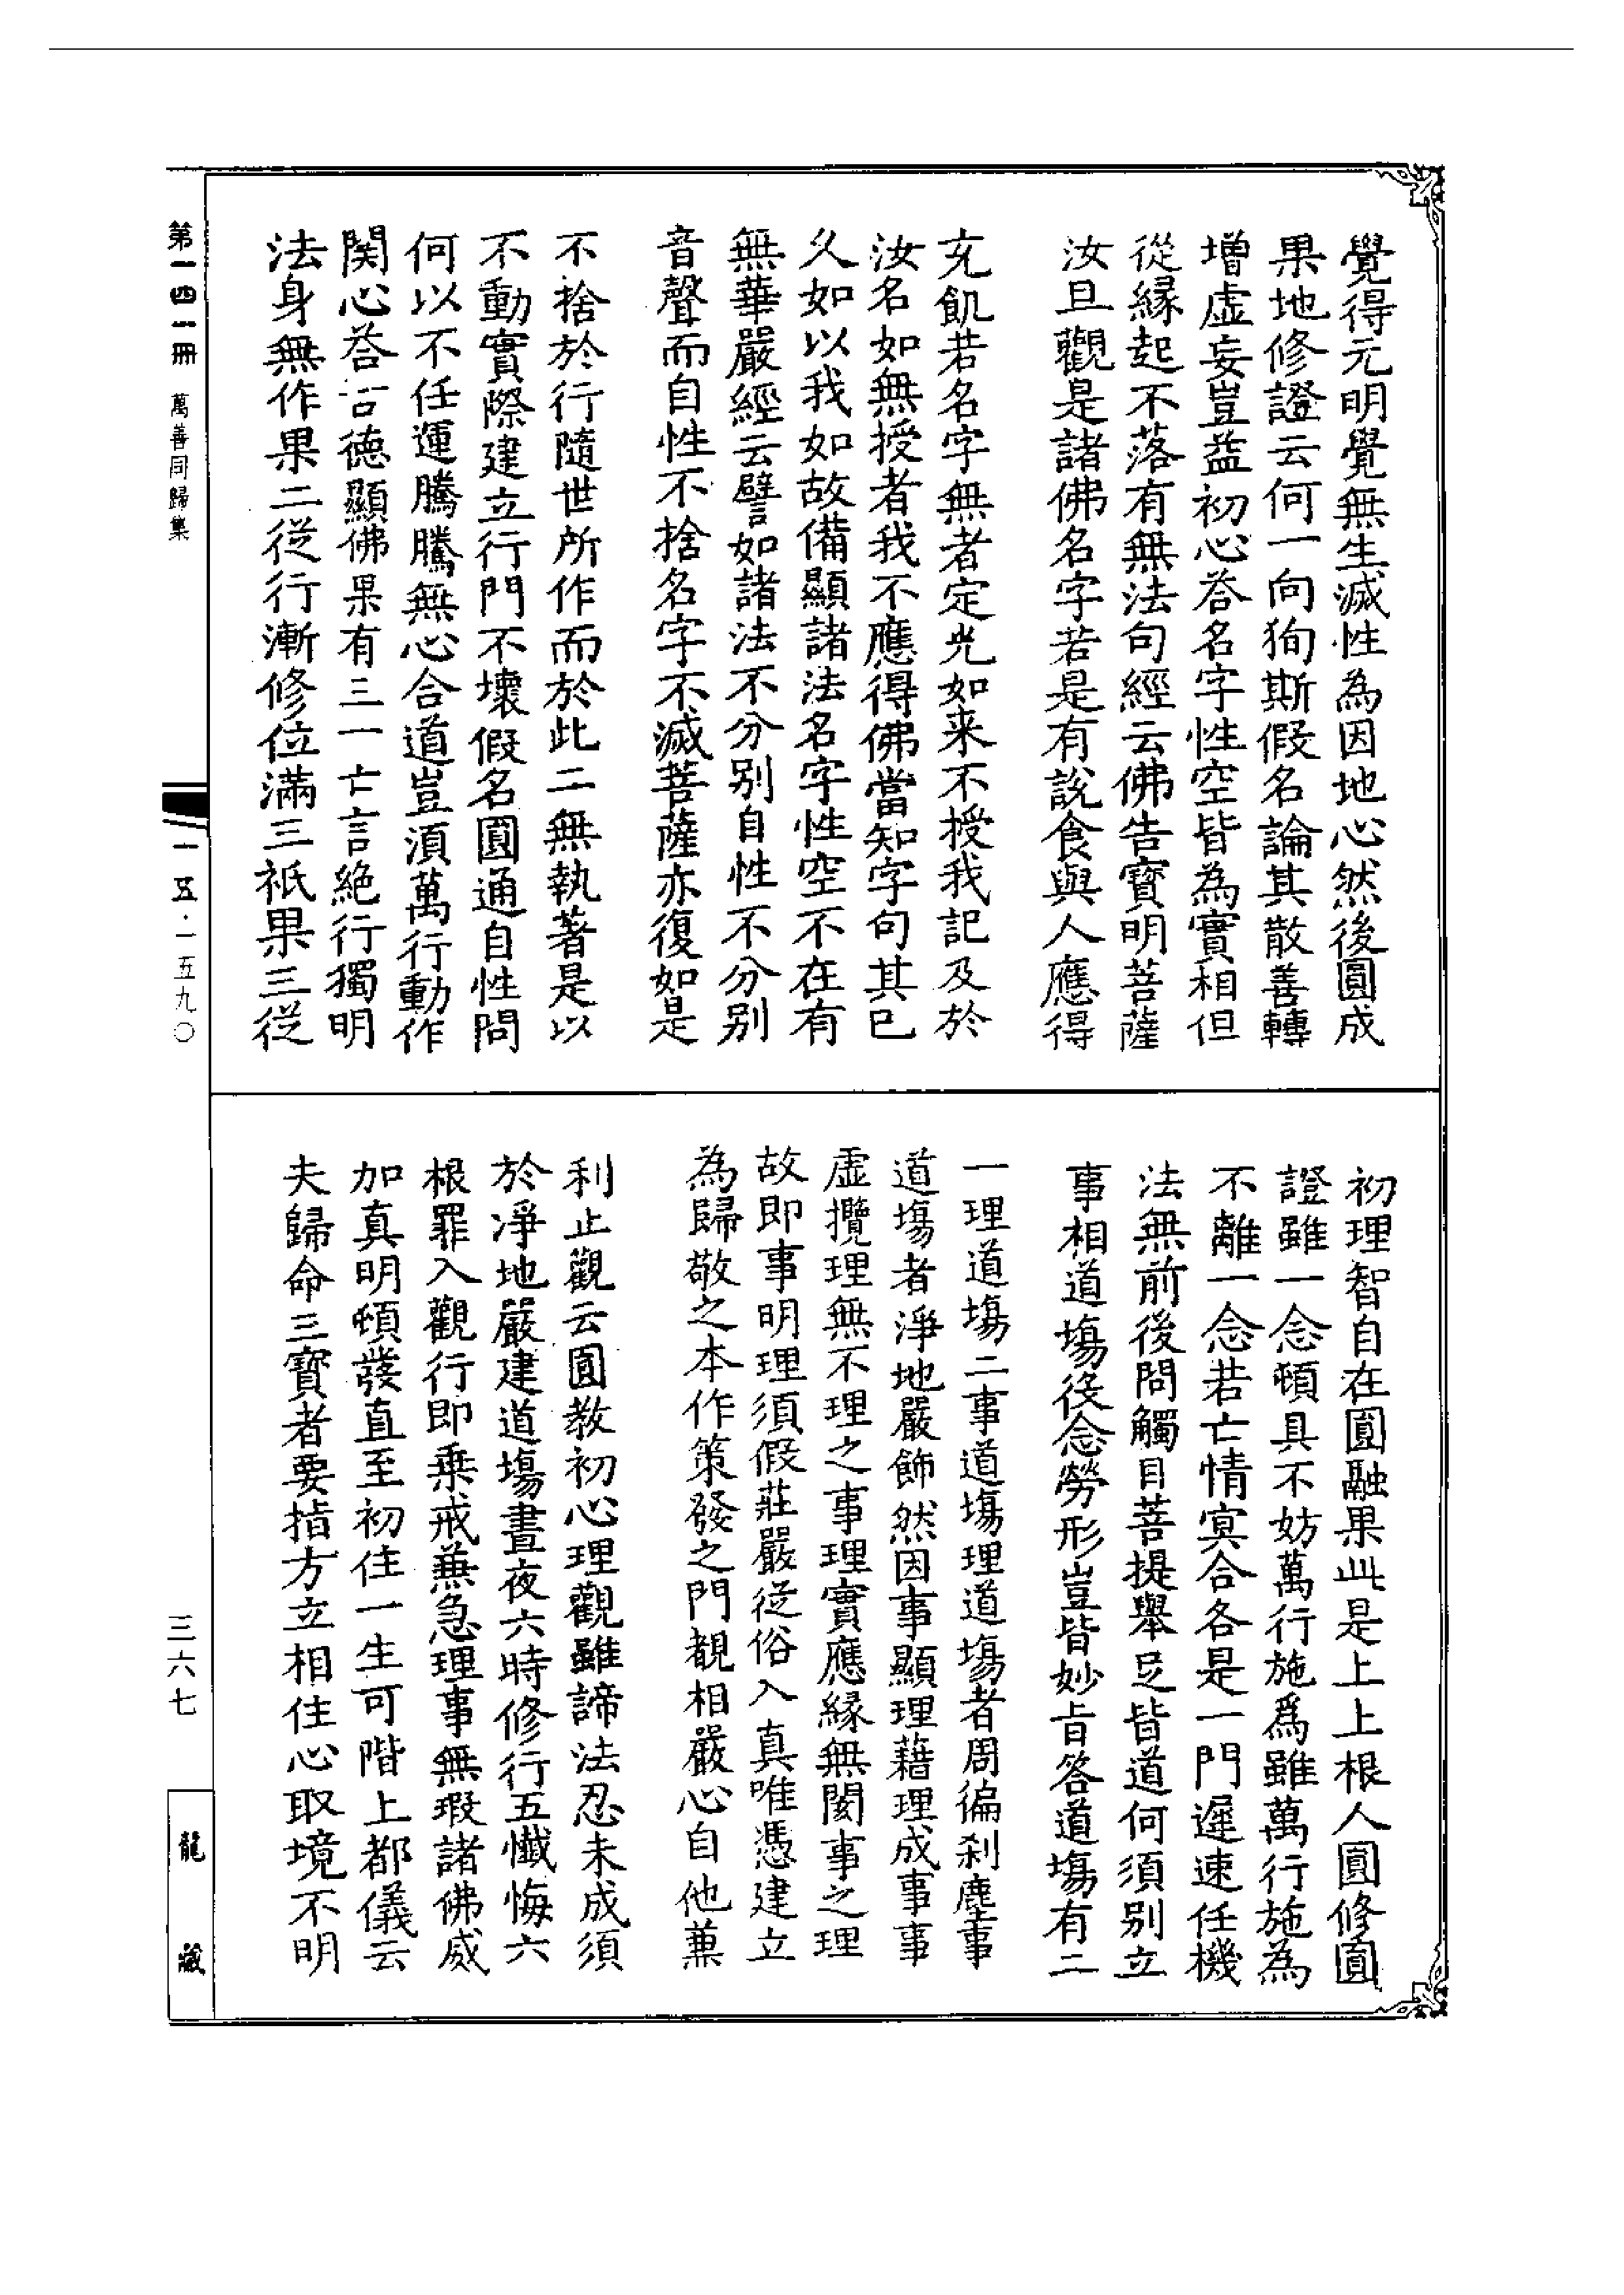 覺得元明覺無生滅性為因地心然後圓成
果地修證云何一向狥斯假名論其散善轉
增虛妄豈益初心荅名字性空皆為實相但
從緣起不落有無法句經云佛告寶明菩薩
汝且觀是諸佛名字若是有說食與人應得
充飢若名字無者定光如来不授我記及於
汝名如無授者我不應得佛當知字句其已
久如以我如故備顯諸法名字性空不在有
無華嚴經云譬如諸法不分別自性不分別
音聲而自性不捨名字不滅菩薩亦復如是
不捨於行隨世所作而於此二無執著是以
不動實際建立行門不壞假名圓通自性問
何以不任運騰騰無心合道豈須萬行動作
関心荅古德顯佛果有三一亡言絕行獨明
法身無作果二従行漸修位滿三祇果三従
初理智自在圓融果此是上上根人圓修圓
證雖一念頓具不妨萬行施為雖萬行施為
不離一念若亡情冥合各是一門遲速任機
法無前後問觸目菩提舉足皆道何須別立
事相道塲役念勞形豈皆妙旨答道塲有二
一理道塲二事道塲理道塲者周徧刹塵事
道塲者淨地嚴飾然因事顯理藉理成事事
虛攬理無不理之事理實應緣無閡事之理
故即事明理須假莊嚴従俗入真唯憑建立
為歸敬之本作策發之門覩相嚴心自他兼
利止觀云圓教初心理觀雖諦法忍未成須
於淨地嚴建道塲晝夜六時修行五懺悔六
根罪入觀行即乗戒兼急理事無瑕諸佛威
加真明頓發直至初住一生可階上都儀云
夫歸命三寶者要指方立相住心取境不明
第一四一冊 萬善同歸集
一五·一五九〇
三六七
龍藏